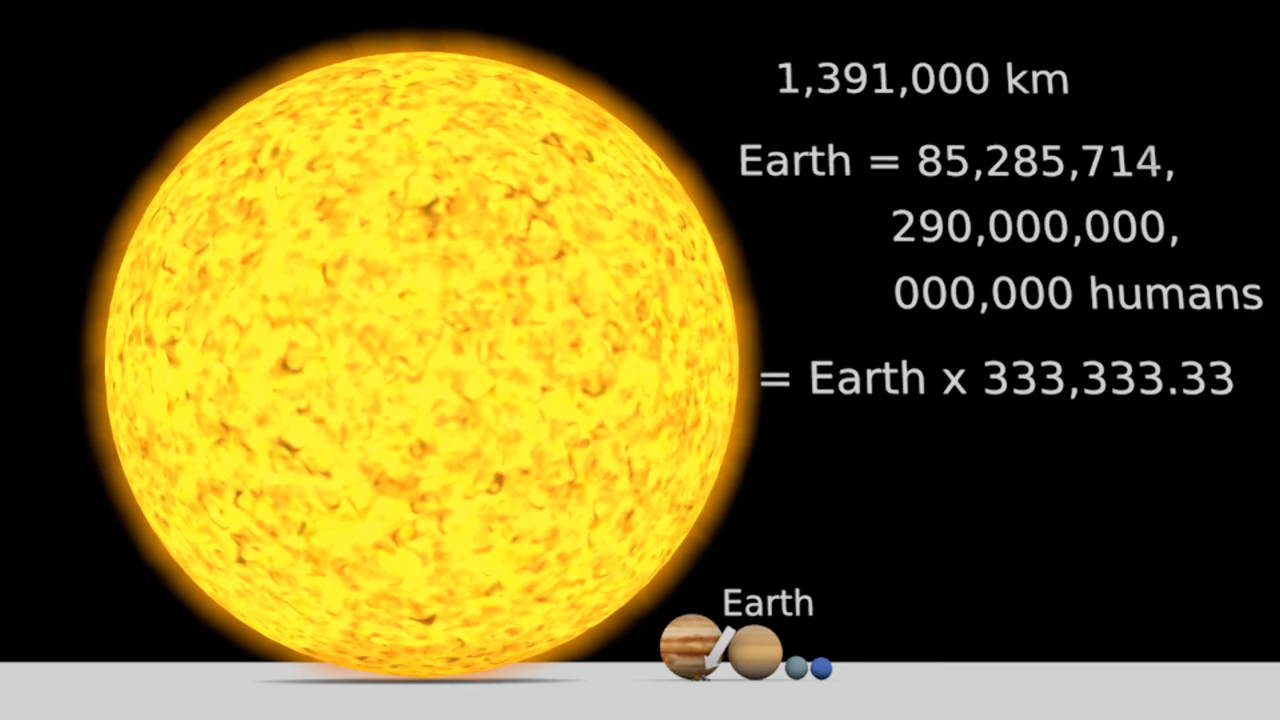 1,391,000 km
Earth = 85,285,714,
290,000,000,
000,000 humans
= Earth x 333,333.33
Earth